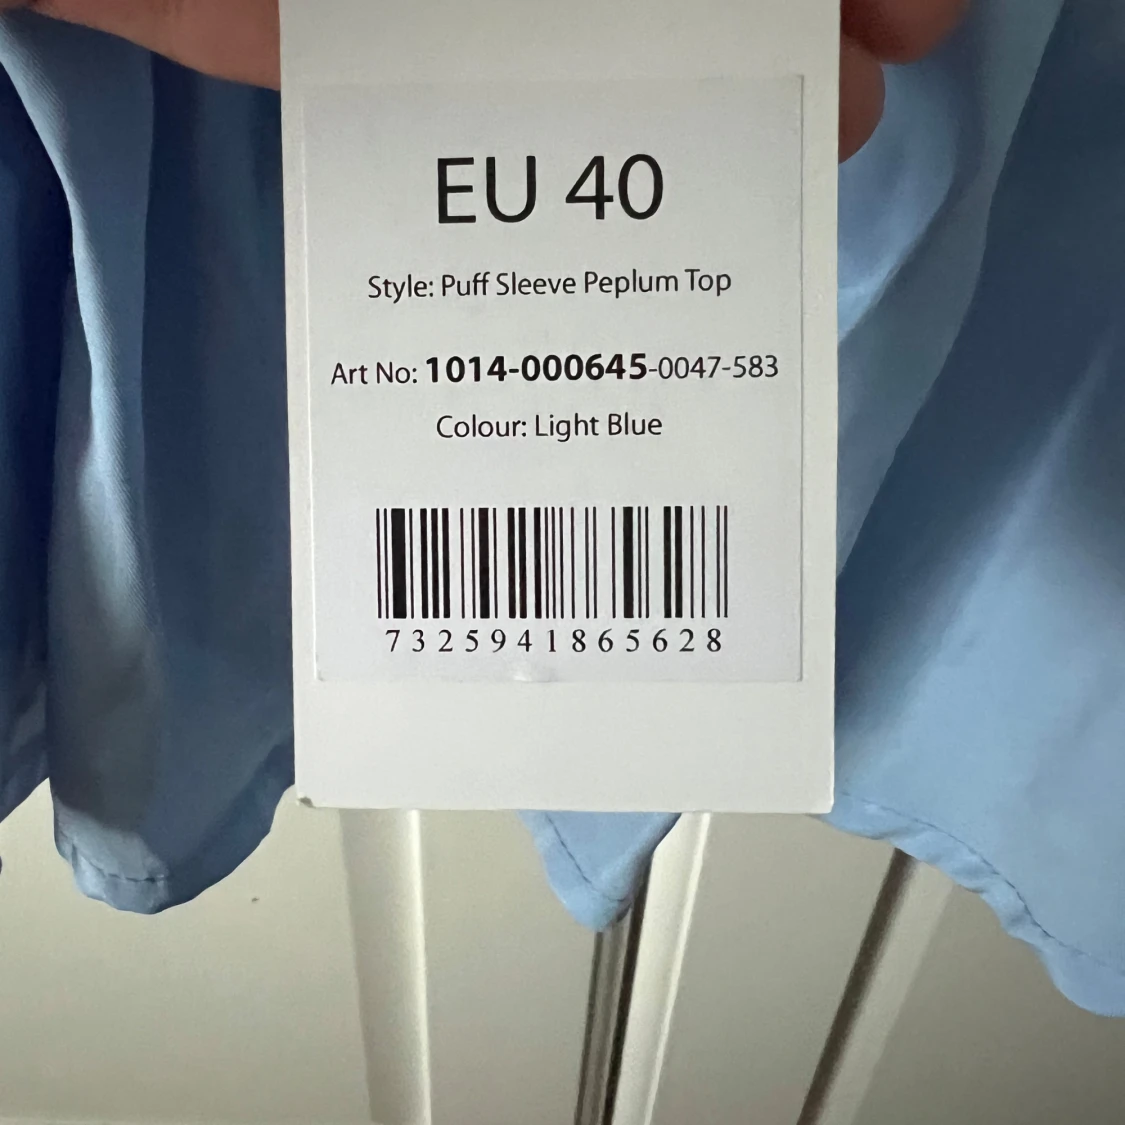 EU 40
Style: Puff Sleeve Peplum Top
Art No: 1014-000645-0047-583
Colour: Light Blue
7325941865628